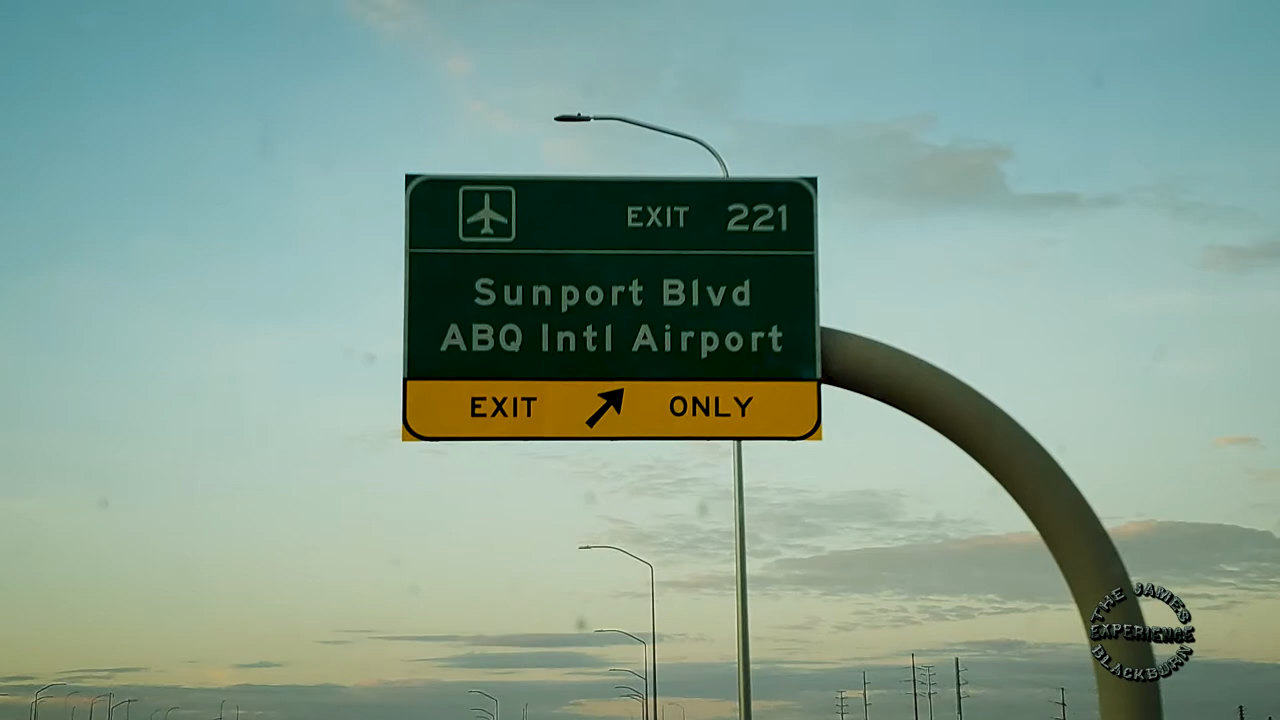 EXIT 221
Sunport Blvd
ABQ Intl Airport
EXIT ONLY
THE JAMES
EXPERIENCE
BLACKBURN